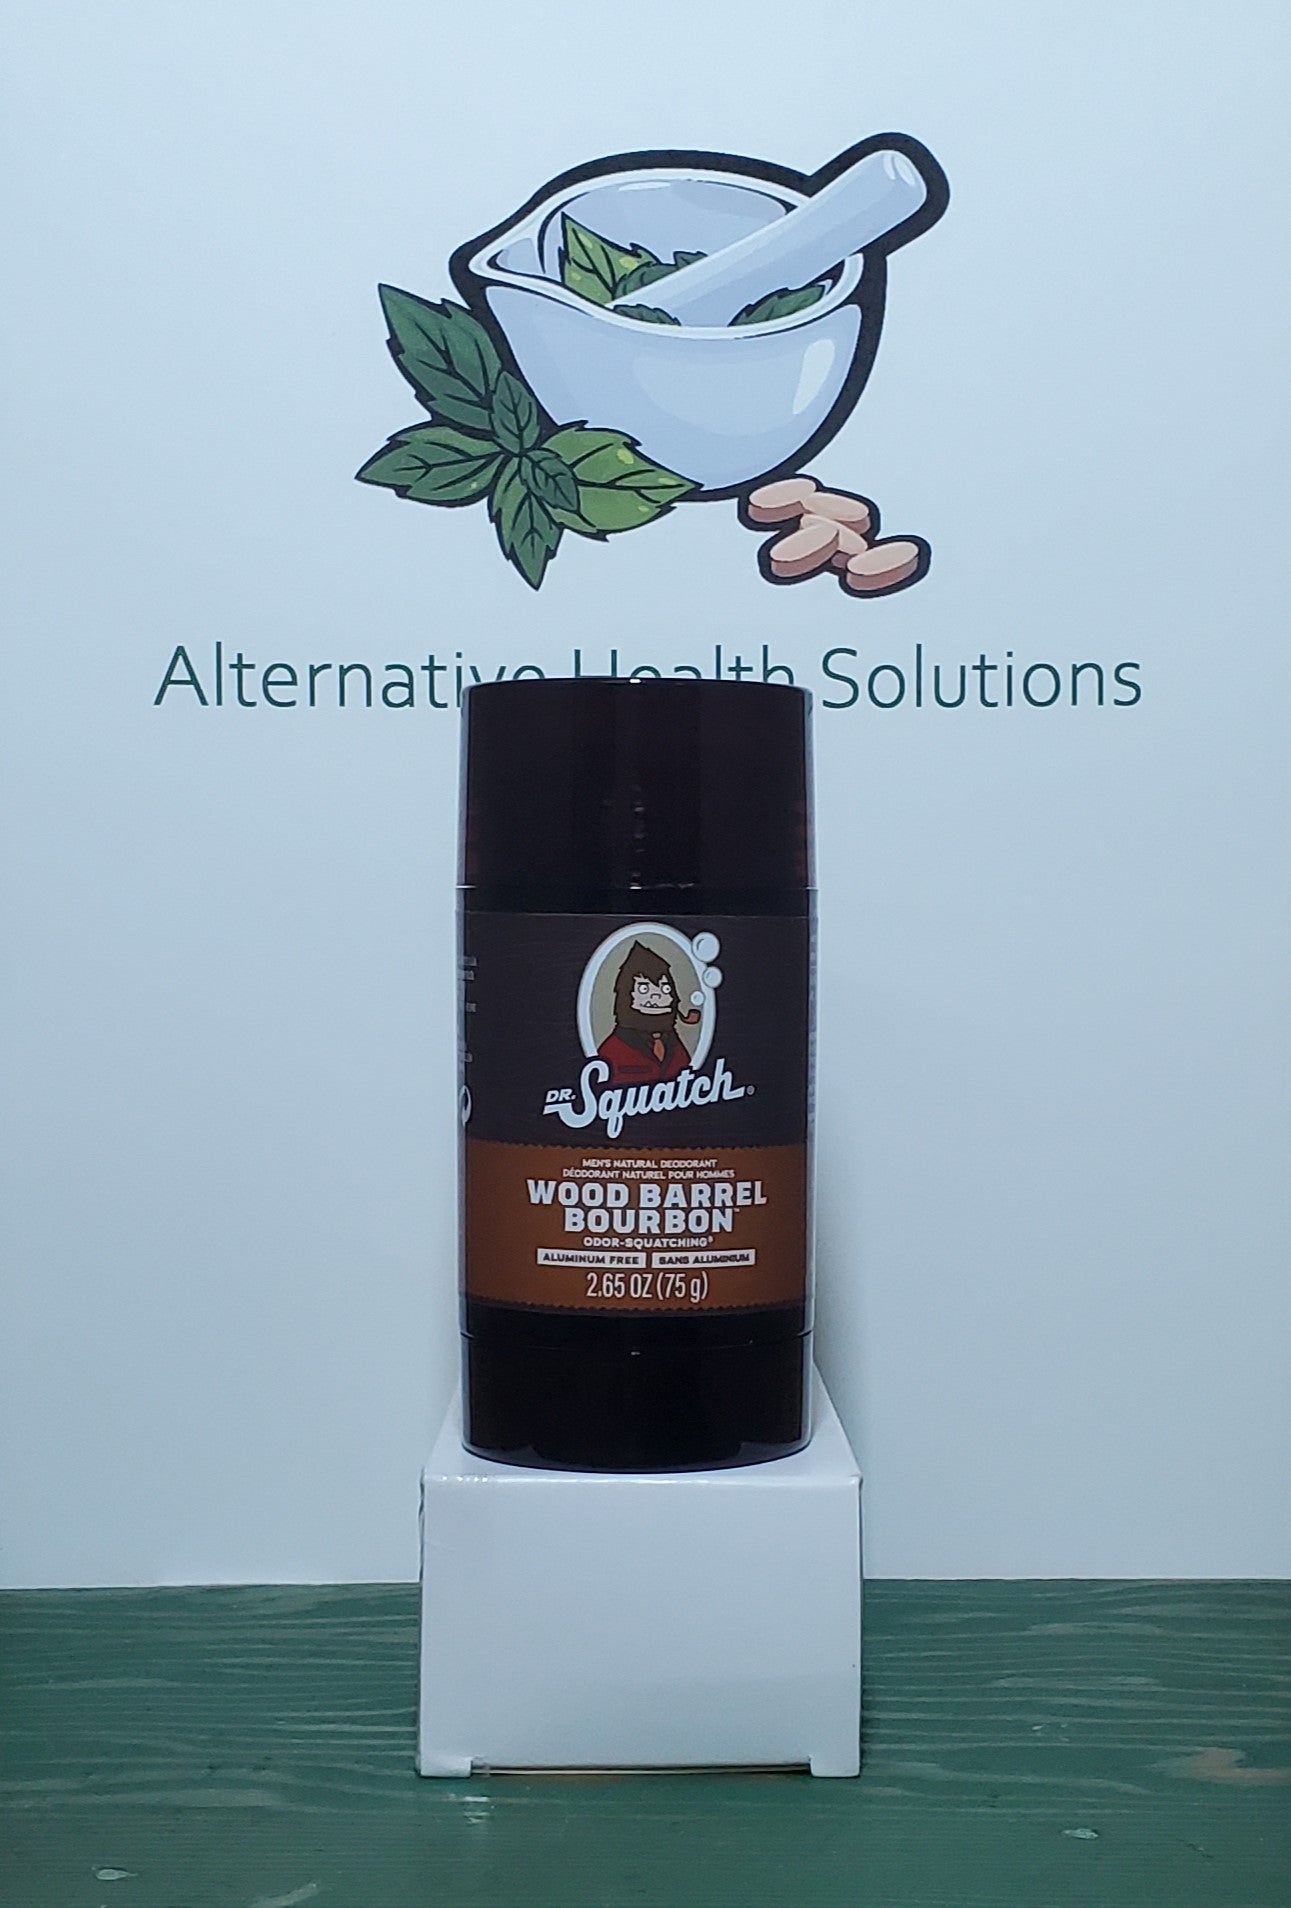 Alternative Health Solutions
DR. Squatch®
MEN'S NATURAL DEODORANT
DÉODORANT NATUREL POUR HOMMES
WOOD BARREL
BOURBON™
ODOR-SQUATCHING®
ALUMINUM FREE SANS ALUMINIUM
2.65 OZ (75 g)